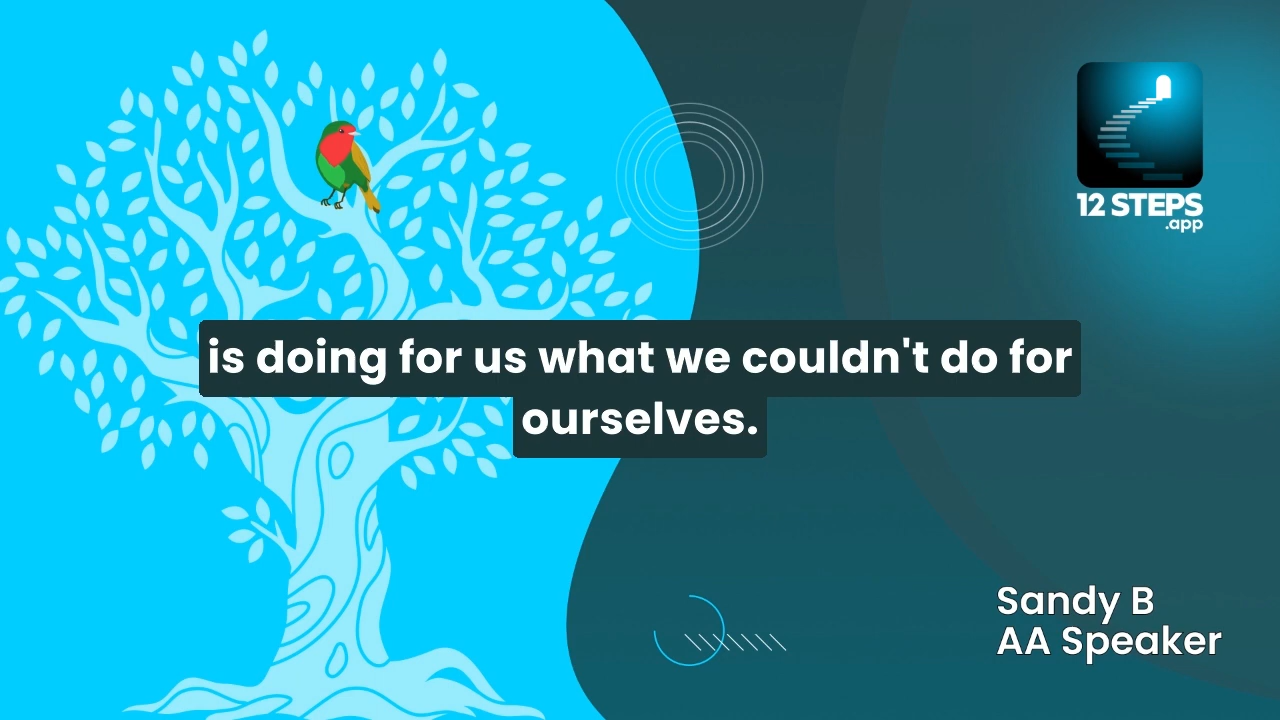 12 STEPS
.app
is doing for us what we couldn't do for
ourselves.
Sandy B
AA Speaker